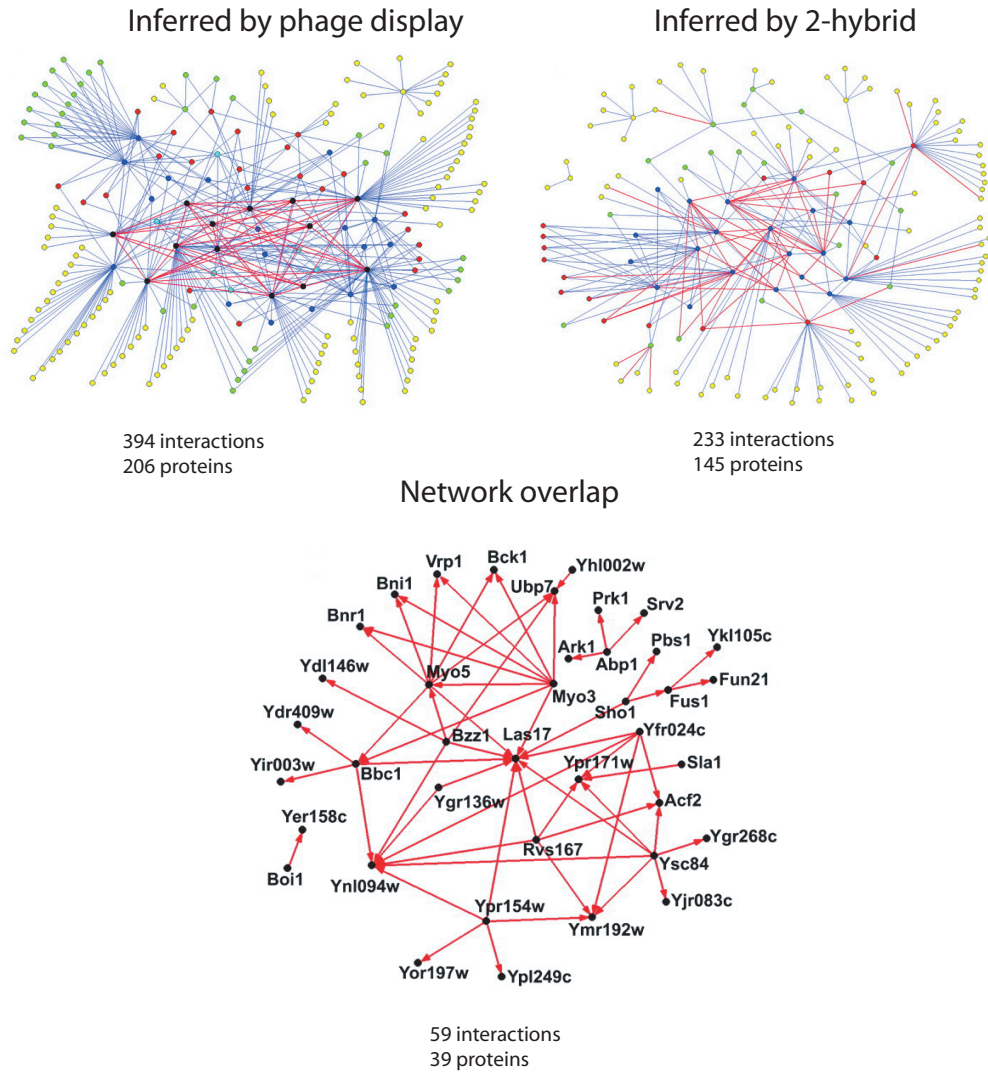 Inferred by phage display
Inferred by 2-hybrid
394 interactions
206 proteins
233 interactions
145 proteins
Network overlap
Vrp1
Bck1
Yhl002w
Bni1
Ubp7
Prk1
Srv2
Bnr1
Ark1
Abp1
Pbs1
Ykl105c
Ydl146w
Myo5
Myo3
Sho1
Fus1
Fun21
Ydr409w
Bzz1
Las17
Yfr024c
Yir003w
Bbc1
Ypr171w
Sla1
Ygr136w
Acf2
Yer158c
Rvs167
Ygr268c
Boi1
Ynl094w
Ysc84
Ypr154w
Ymr192w
Yjr083c
Yor197w
Ypl249c
59 interactions
39 proteins